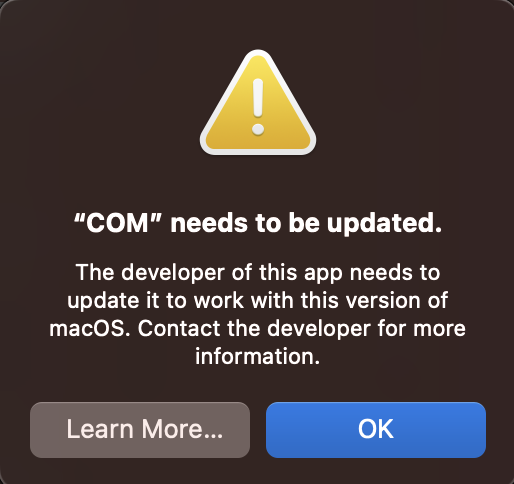 “COM” needs to be updated.
The developer of this app needs to
update it to work with this version of
macOS. Contact the developer for more
information.
Learn More...
OK